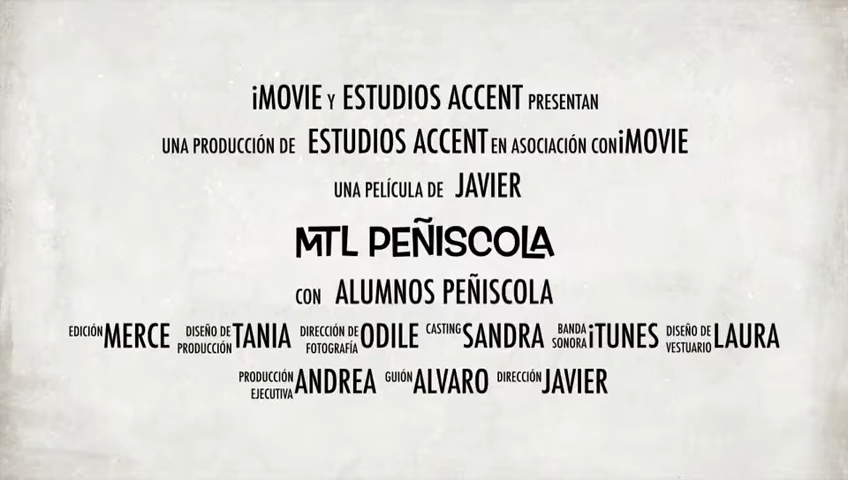 iMOVIE Y ESTUDIOS ACCENT PRESENTAN
UNA PRODUCCIÓN DE ESTUDIOS ACCENT EN ASOCIACIÓN CON iMOVIE
UNA PELÍCULA DE JAVIER
MTL PEÑISCOLA
CON ALUMNOS PEÑISCOLA
EDICIÓN MERCE DISEÑO DE PRODUCCIÓN TANIA DIRECCIÓN DE FOTOGRAFÍA ODILE CASTING SANDRA BANDA SONORA iTUNES DISEÑO DE VESTUARIO LAURA
PRODUCCIÓN EJECUTIVA ANDREA GUIÓN ALVARO DIRECCIÓN JAVIER